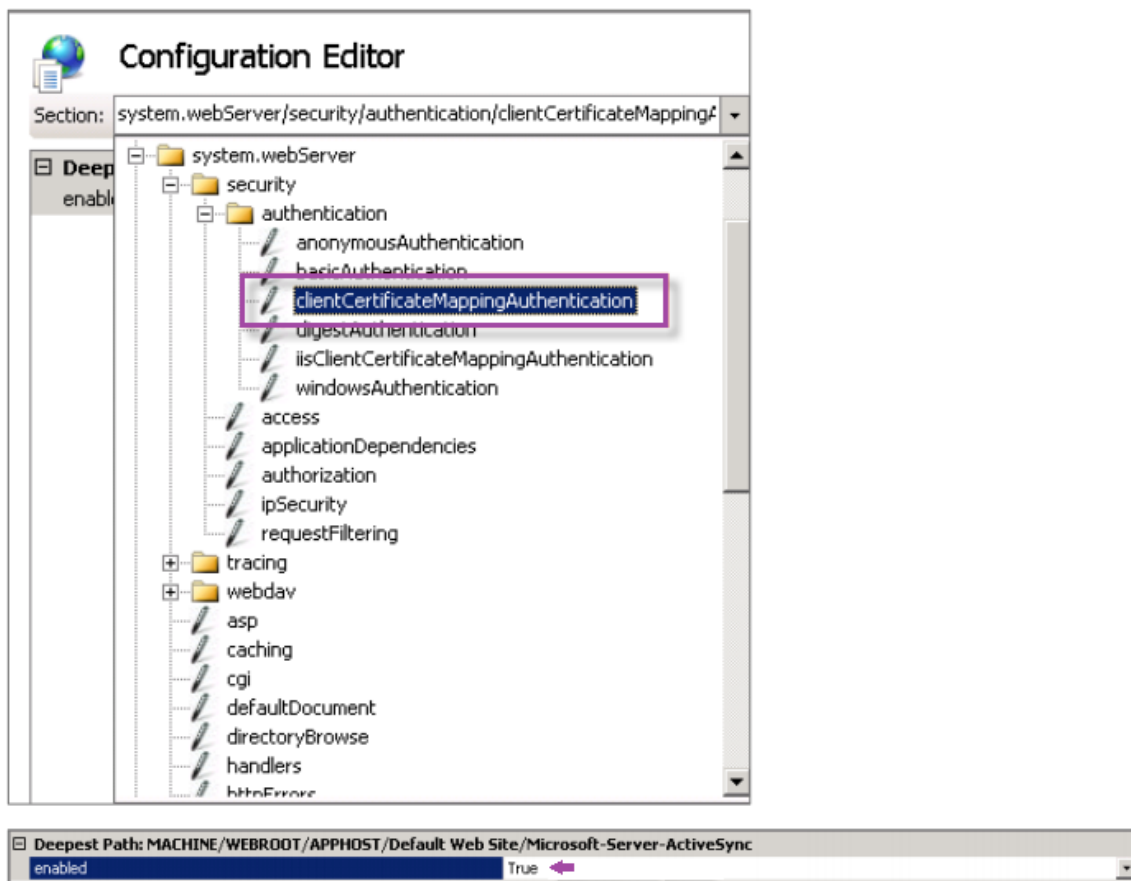 Configuration Editor
Section: system.webServer/security/authentication/clientCertificateMappingA
Deep
enabl
system.webServer
security
authentication
anonymousAuthentication
basicAuthentication
clientCertificateMappingAuthentication
digestAuthentication
iisClientCertificateMappingAuthentication
windowsAuthentication
access
applicationDependencies
authorization
ipSecurity
requestFiltering
tracing
webdav
asp
caching
cgi
defaultDocument
directoryBrowse
handlers
httpErrors
Deepest Path: MACHINE/WEBROOT/APPHOST/Default Web Site/Microsoft-Server-ActiveSync
enabled True